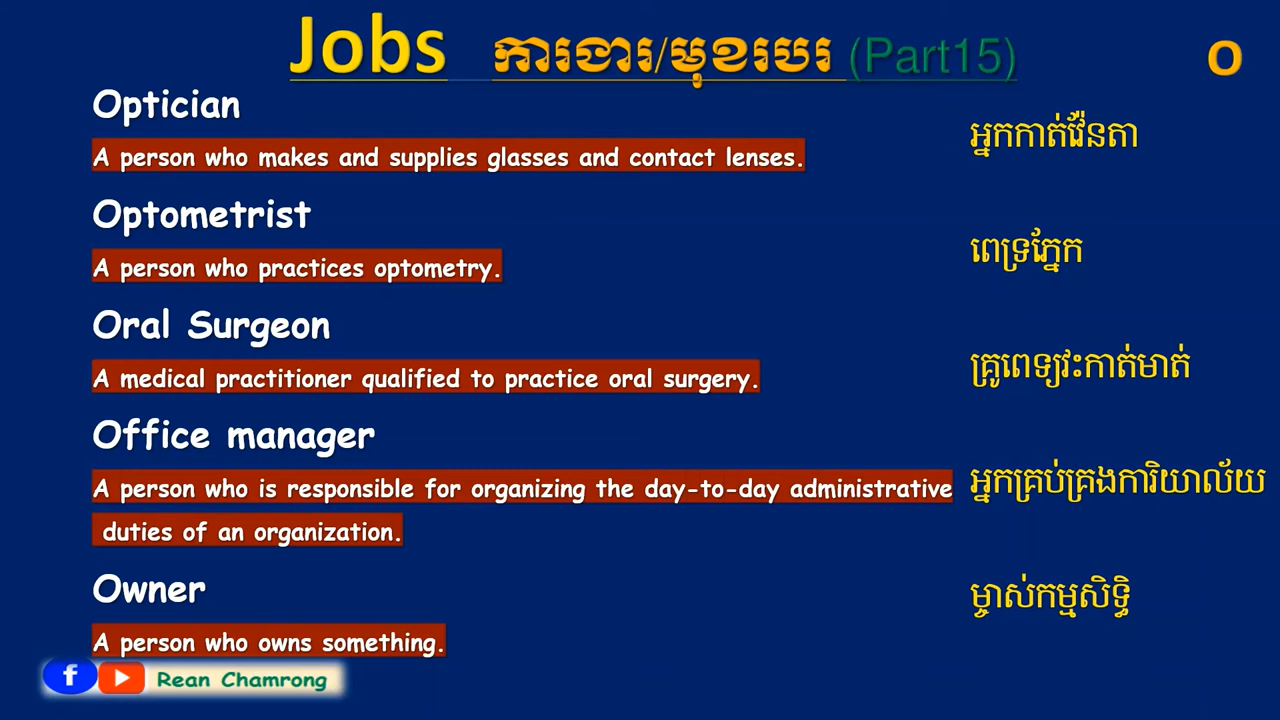 Jobs ការងារ/មុខរបរ (Part15) O
Optician
អ្នកកាត់វ៉ែនតា
A person who makes and supplies glasses and contact lenses.
Optometrist
ពេទ្រភ្នែក
A person who practices optometry.
Oral Surgeon
គ្រូពេទ្យវះកាត់មាត់
A medical practitioner qualified to practice oral surgery.
Office manager
អ្នកគ្រប់គ្រងការិយាល័យ
A person who is responsible for organizing the day-to-day administrative
duties of an organization.
Owner
ម្ចាស់កម្មសិទ្ធិ
A person who owns something.
f Rean Chamrong